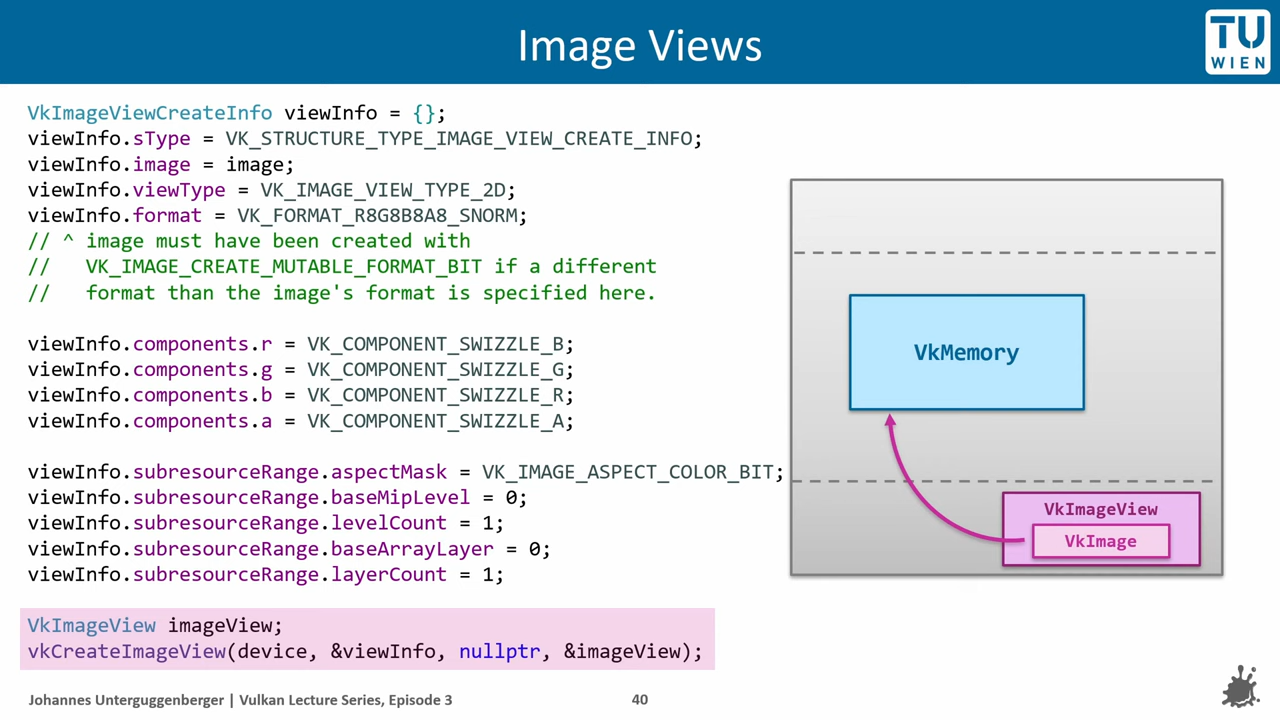 Image Views
TU
WIEN
VkImageViewCreateInfo viewInfo = {};
viewInfo.sType = VK_STRUCTURE_TYPE_IMAGE_VIEW_CREATE_INFO;
viewInfo.image = image;
viewInfo.viewType = VK_IMAGE_VIEW_TYPE_2D;
viewInfo.format = VK_FORMAT_R8G8B8A8_SNORM;
// ^ image must have been created with
//   VK_IMAGE_CREATE_MUTABLE_FORMAT_BIT if a different
//   format than the image's format is specified here.
viewInfo.components.r = VK_COMPONENT_SWIZZLE_B;
viewInfo.components.g = VK_COMPONENT_SWIZZLE_G;
viewInfo.components.b = VK_COMPONENT_SWIZZLE_R;
viewInfo.components.a = VK_COMPONENT_SWIZZLE_A;
viewInfo.subresourceRange.aspectMask = VK_IMAGE_ASPECT_COLOR_BIT;
viewInfo.subresourceRange.baseMipLevel = 0;
viewInfo.subresourceRange.levelCount = 1;
viewInfo.subresourceRange.baseArrayLayer = 0;
viewInfo.subresourceRange.layerCount = 1;
VkImageView imageView;
vkCreateImageView(device, &viewInfo, nullptr, &imageView);
VkMemory
VkImageView
VkImage
Johannes Unterguggenberger | Vulkan Lecture Series, Episode 3
40